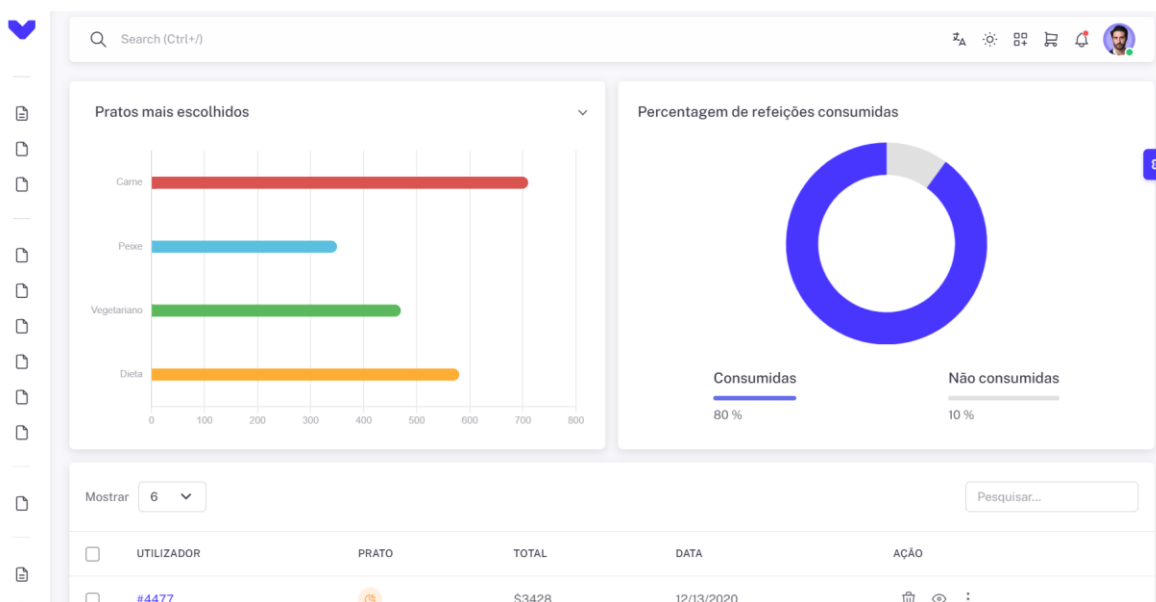 Search (Ctrl+/)
Pratos mais escolhidos
Carne
Peixe
Vegetariano
Dieta
0 100 200 300 400 500 600 700 800
Percentagem de refeições consumidas
Consumidas Não consumidas
80 % 10 %
Mostrar 6 Pesquisar...
UTILIZADOR PRATO TOTAL DATA AÇÃO
#4477 $3428 12/13/2020